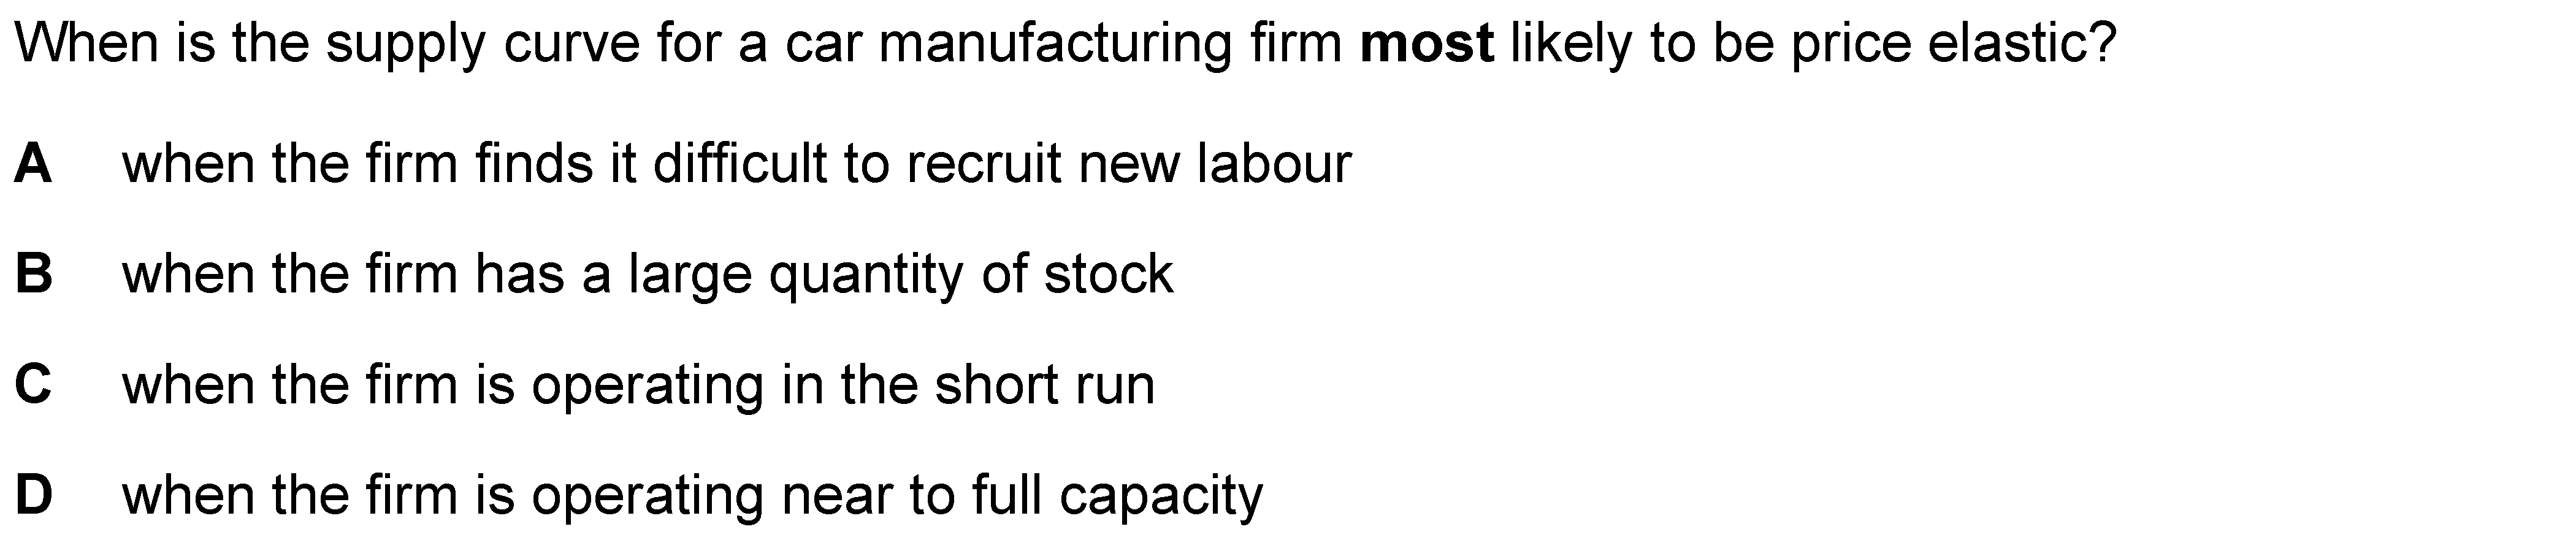 When is the supply curve for a car manufacturing firm most likely to be price elastic?
A when the firm finds it difficult to recruit new labour
B when the firm has a large quantity of stock
C when the firm is operating in the short run
D when the firm is operating near to full capacity